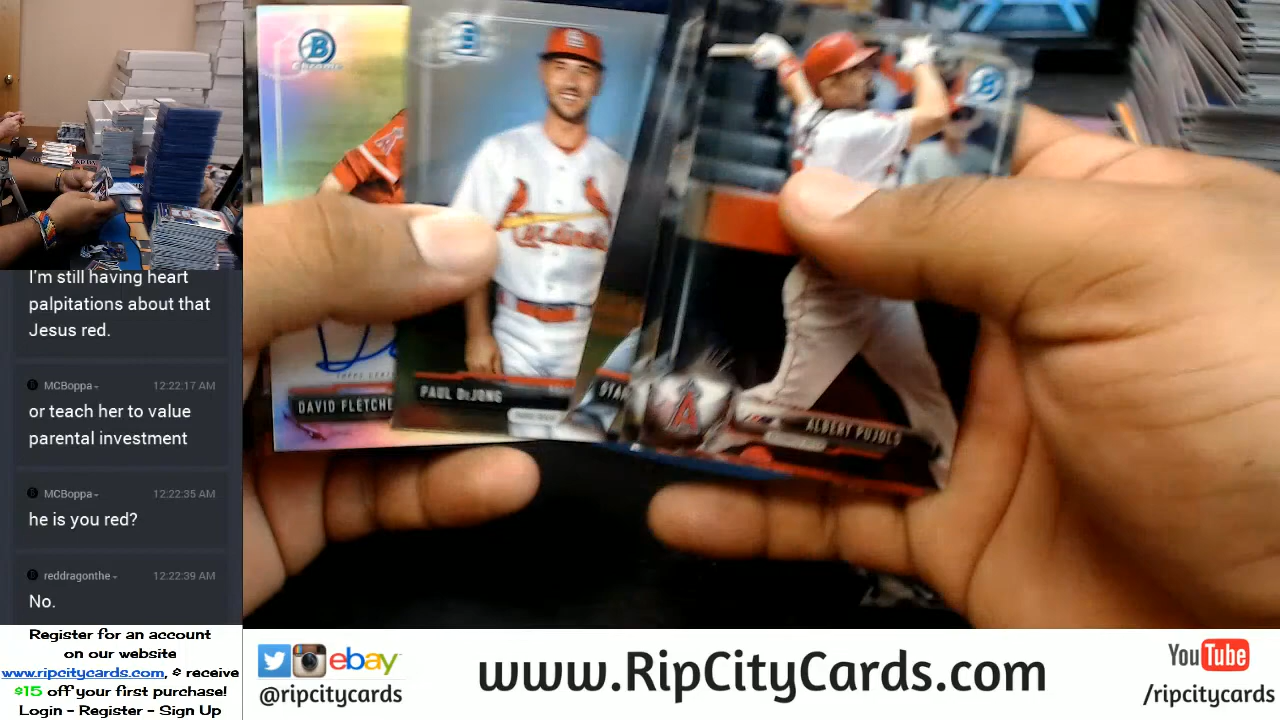 I'm still having heart
palpitations about that
Jesus red.
MCBoppa
12:22:17 AM
or teach her to value
parental investment
MCBoppa
12:22:35 AM
he is you red?
reddragonthe
12:22:39 AM
No.
Register for an account
on our website
www.ripcitycards.com, & receive
$15 off your first purchase!
Login - Register - Sign Up
B
Chrome
DAVID FLETCHE
B
Cardinals
PAUL DeJONG
STAR
B
A
ALBERT PUJOLS
ebay
@ripcitycards
www.RipCityCards.com
YouTube
/ripcitycards